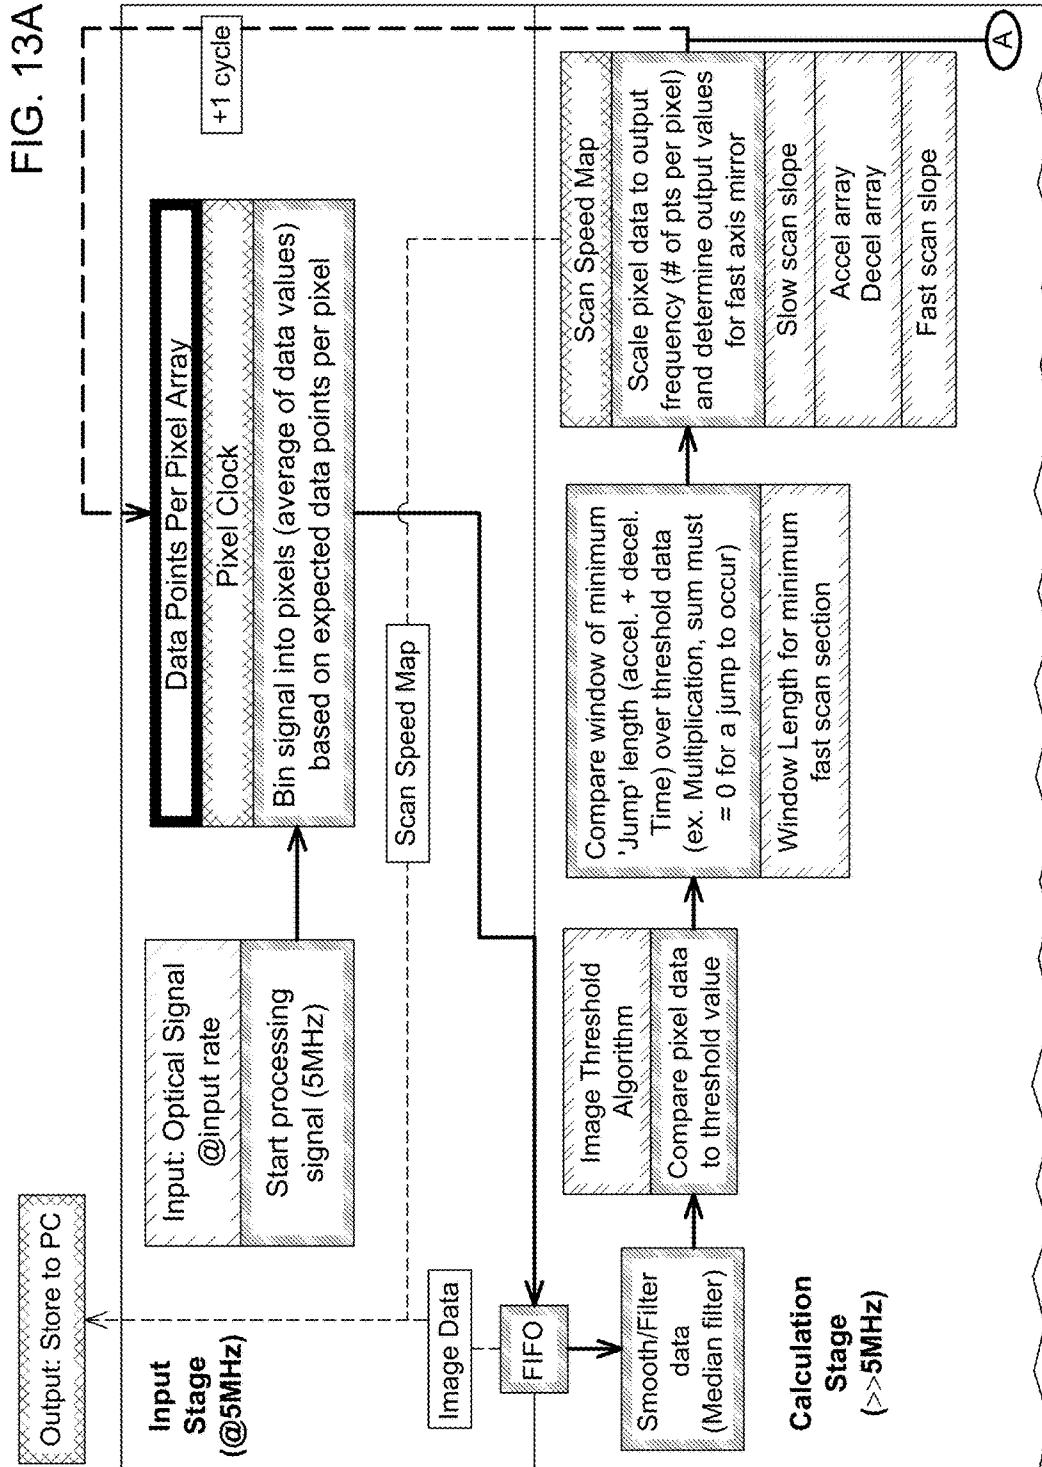 FIG. 13A
Output: Store to PC
Input
Stage
(@5MHz)
Input: Optical Signal
@input rate
Start processing
signal (5MHz)
Data Points Per Pixel Array
Pixel Clock
Bin signal into pixels (average of data values)
based on expected data points per pixel
+1 cycle
Image Data
Scan Speed Map
FIFO
Smooth/Filter
data
(Median filter)
Calculation
Stage
(>>5MHz)
Image Threshold
Algorithm
Compare pixel data
to threshold value
Compare window of minimum
'Jump' length (accel. + decel.
Time) over threshold data
(ex. Multiplication, sum must
= 0 for a jump to occur)
Window Length for minimum
fast scan section
Scan Speed Map
Scale pixel data to output
frequency (# of pts per pixel)
and determine output values
for fast axis mirror
Slow scan slope
Accel array
Decel array
Fast scan slope
A